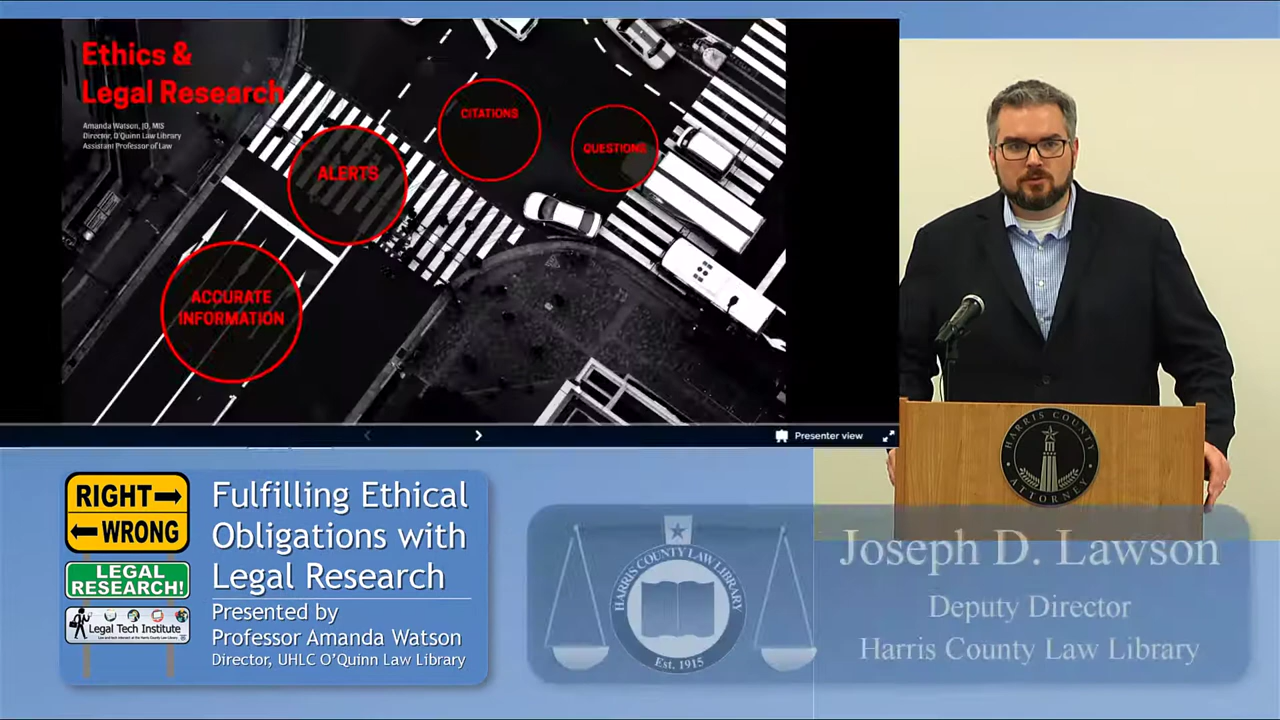 Ethics &
Legal Research
Amanda Watson, JD, MIS
Director, O'Quinn Law Library
Assistant Professor of Law
CITATIONS
QUESTIONS
ALERTS
ACCURATE
INFORMATION
Presenter view
HARRIS COUNTY
ATTORNEY
RIGHT
WRONG
LEGAL
RESEARCH!
Legal Tech Institute
Fulfilling Ethical
Obligations with
Legal Research
Presented by
Professor Amanda Watson
Director, UHLC O'Quinn Law Library
HARRIS COUNTY LAW LIBRARY
Est. 1915
Joseph D. Lawson
Deputy Director
Harris County Law Library